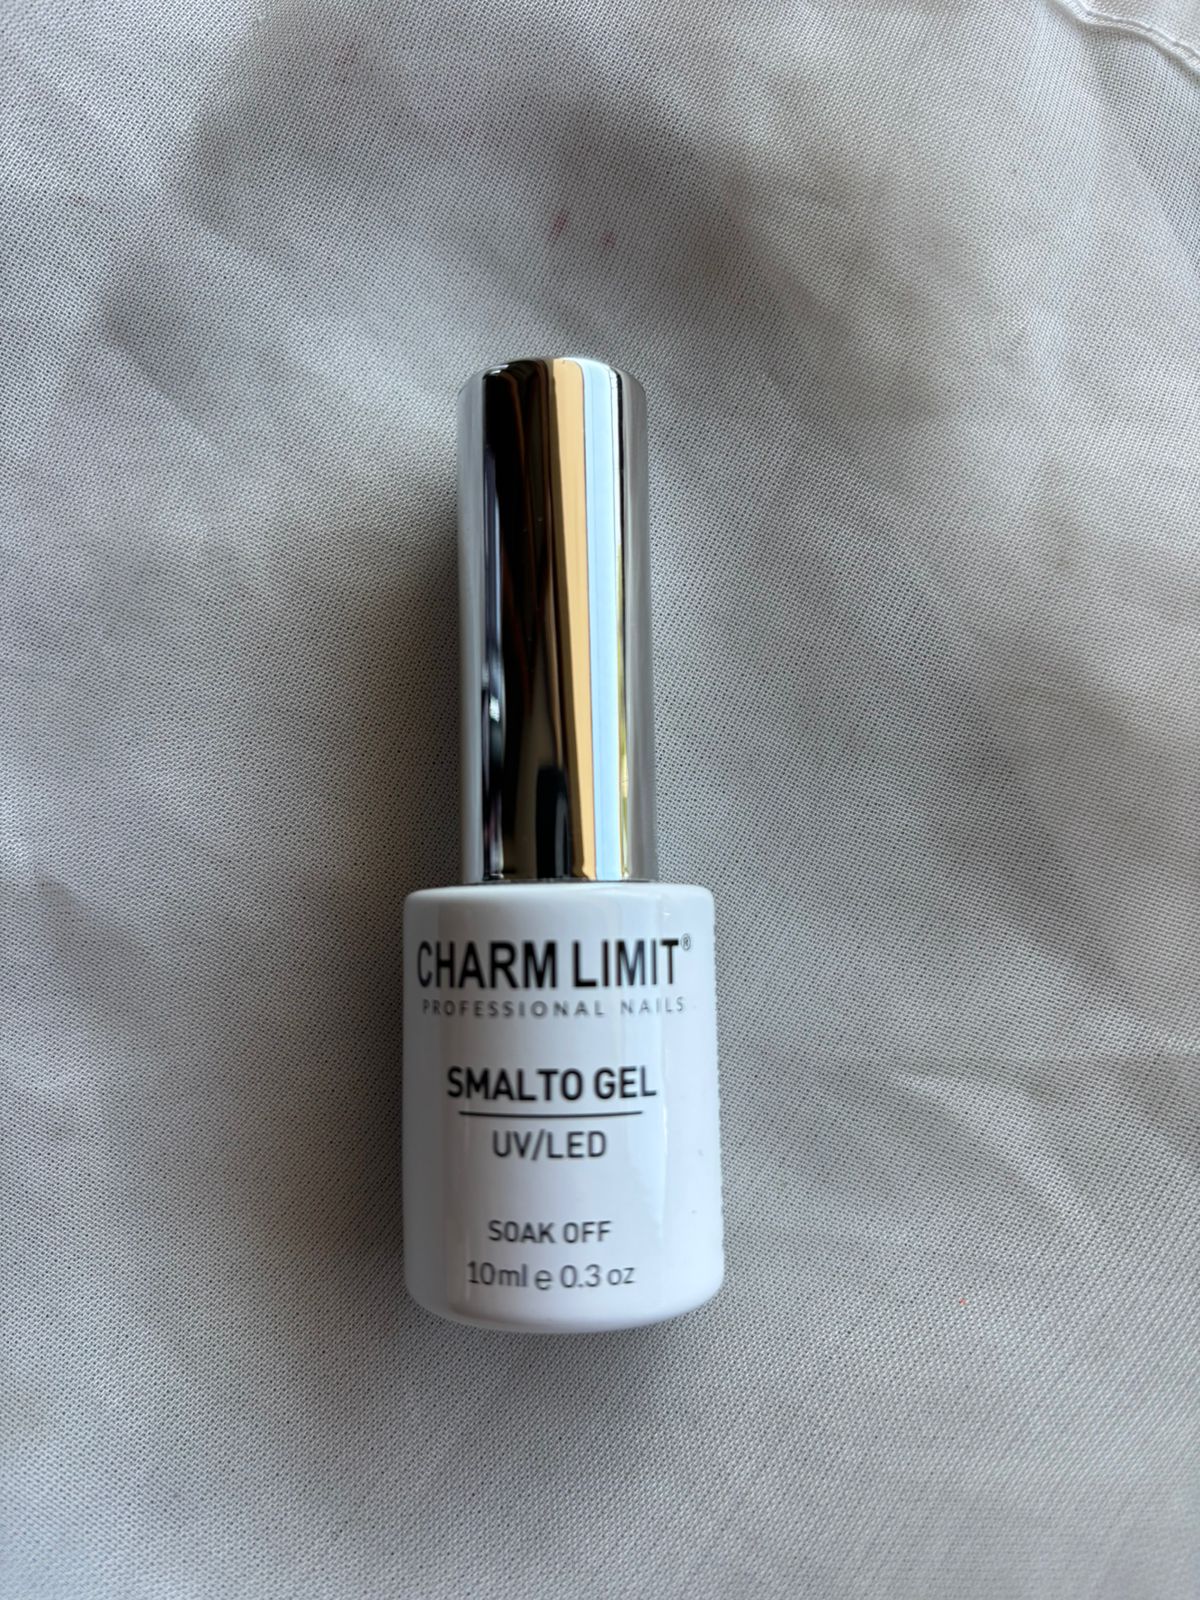 CHARM LIMIT®
PROFESSIONAL NAILS
SMALTO GEL
UV/LED
SOAK OFF
10ml e 0.3 oz